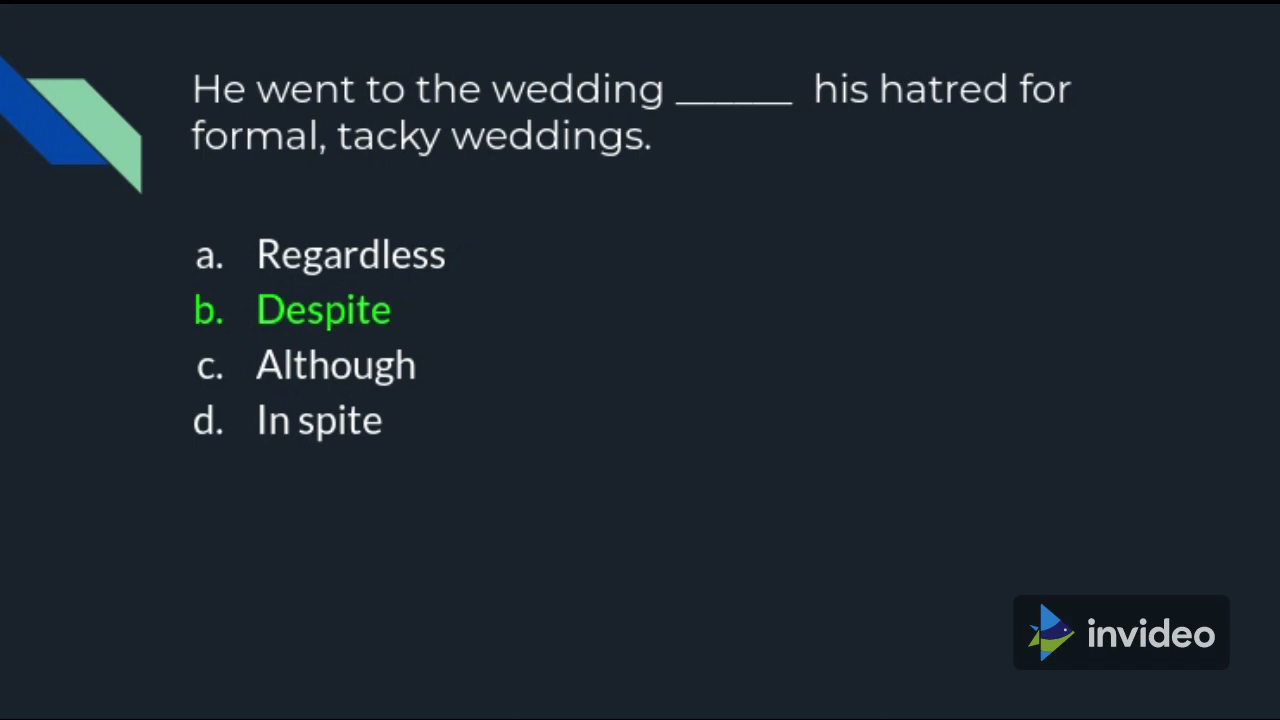 He went to the wedding ______ his hatred for
formal, tacky weddings.
a. Regardless
b. Despite
c. Although
d. In spite
invideo